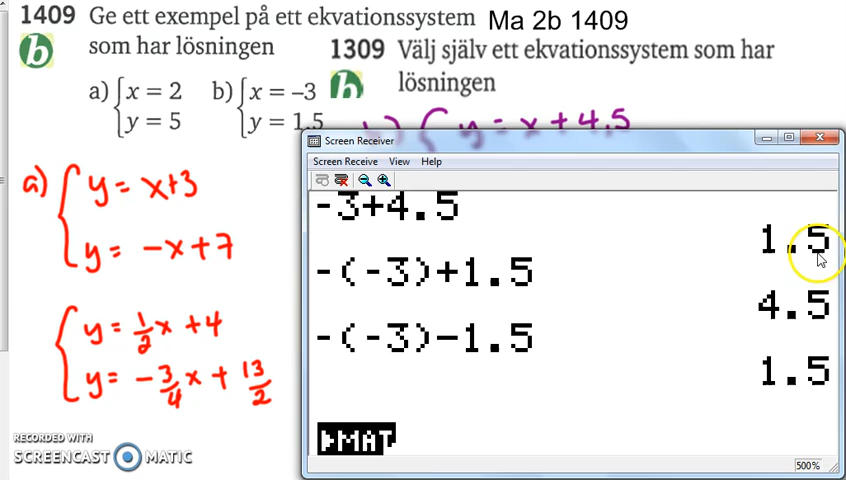 1409 Ge ett exempel på ett ekvationssystem
som har lösningen
b
a) { x = 2
y = 5
b) { x = –3
y = 1,5
Ma 2b 1409
1309 Välj själv ett ekvationssystem som har
lösningen
b
b) { y = x + 4,5
a) { y = x+3
y = -x+7
{ y = 1/2 x + 4
y = -3/4 x + 13/2
Screen Receiver
Screen Receive View Help
-3+4.5
1.5
-(-3)+1.5
4.5
-(-3)-1.5
1.5
▶MAT
500%
RECORDED WITH
SCREENCAST MATIC